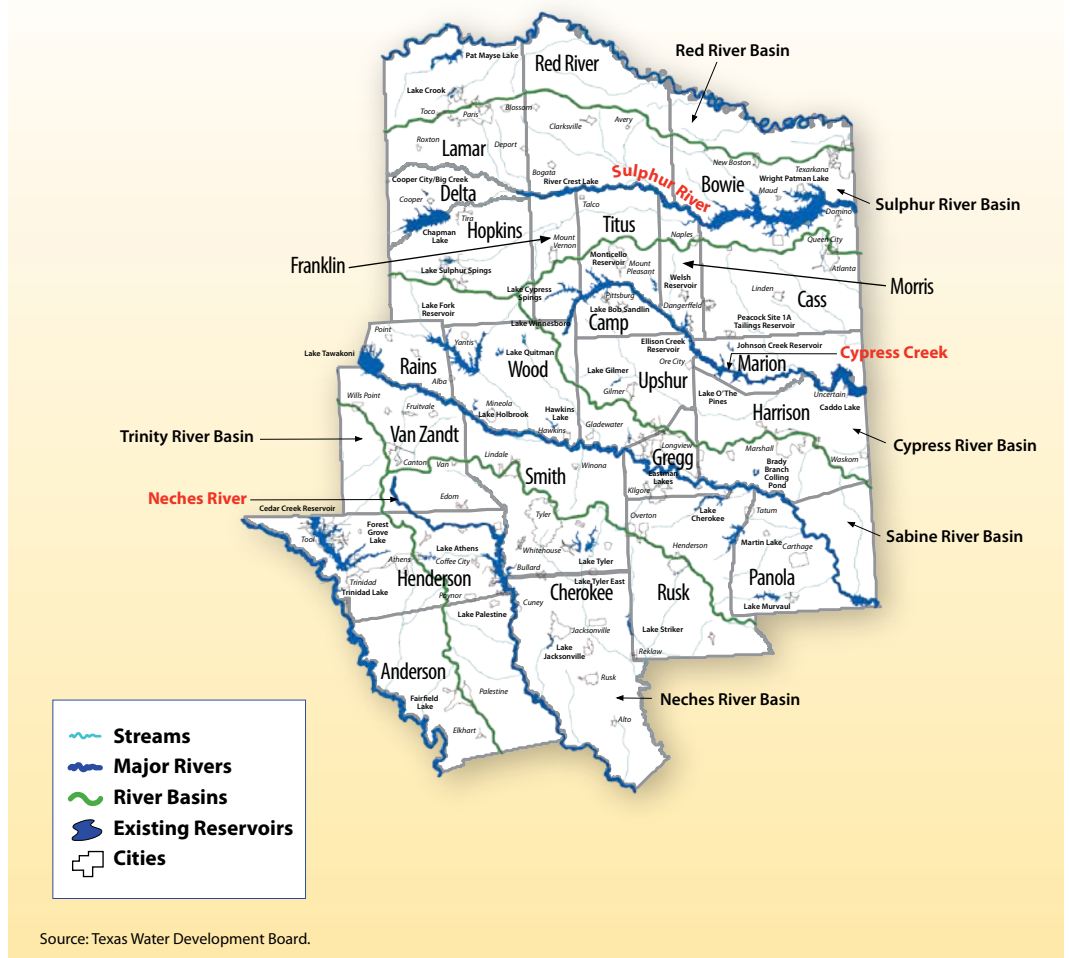 Red River Basin
Pat Mayse Lake
Red River
Lake Crook
Toco
Paris
Blossom
Clarksville
Avery
Roxton
Lamar
Deport
New Boston
Texarkana
Bogata
River Crest Lake
Sulphur River
Bowie
Wright Patman Lake
Maud
Cooper City/Big Creek
Delta
Cooper
Sulphur River Basin
Talco
Domino
Tira
Chapman
Lake
Hopkins
Titus
Naples
Queen City
Mount
Vernon
Franklin
Monticello
Reservoir
Mount
Pleasant
Atlanta
Lake Sulphur Spings
Welsh
Reservoir
Morris
Linden
Cass
Lake Cypress
Spings
Pittsburg
Lake Bob Sandlin
Dangerfield
Lake Fork
Reservoir
Lake Winnesboro
Camp
Peacock Site 1A
Tailings Reservoir
Point
Yantis
Ellison Creek
Reservoir
Johnson Creek Reservoir
Cypress Creek
Lake Tawakoni
Lake Quitman
Ore City
Marion
Rains
Wood
Lake Gilmer
Upshur
Alba
Gilmer
Lake O'The
Pines
Uncertain
Caddo Lake
Wills Point
Fruitvale
Mineola
Lake Holbrook
Hawkins
Lake
Hawkins
Gladewater
Harrison
Trinity River Basin
Van Zandt
Longview
Marshall
Cypress River Basin
Canton
Van
Lindale
Winona
Gregg
Waskom
Smith
Eastman
Lakes
Brady
Branch
Colling
Pond
Neches River
Edom
Kilgore
Cedar Creek Reservoir
Tyler
Overton
Lake
Cherokee
Tatum
Sabine River Basin
Forest
Grove
Lake
Tool
Lake Athens
Whitehouse
Henderson
Martin Lake
Carthage
Athens
Coffee City
Bullard
Lake Tyler
Trinidad
Trinidad Lake
Henderson
Poynor
Lake Tyler East
Cherokee
Rusk
Panola
Cuney
Lake Murvaul
Lake Palestine
Jacksonville
Lake Striker
Lake
Jacksonville
Reklaw
Anderson
Rusk
Fairfield
Lake
Palestine
Neches River Basin
Alto
Elkhart
Streams
Major Rivers
River Basins
Existing Reservoirs
Cities
Source: Texas Water Development Board.